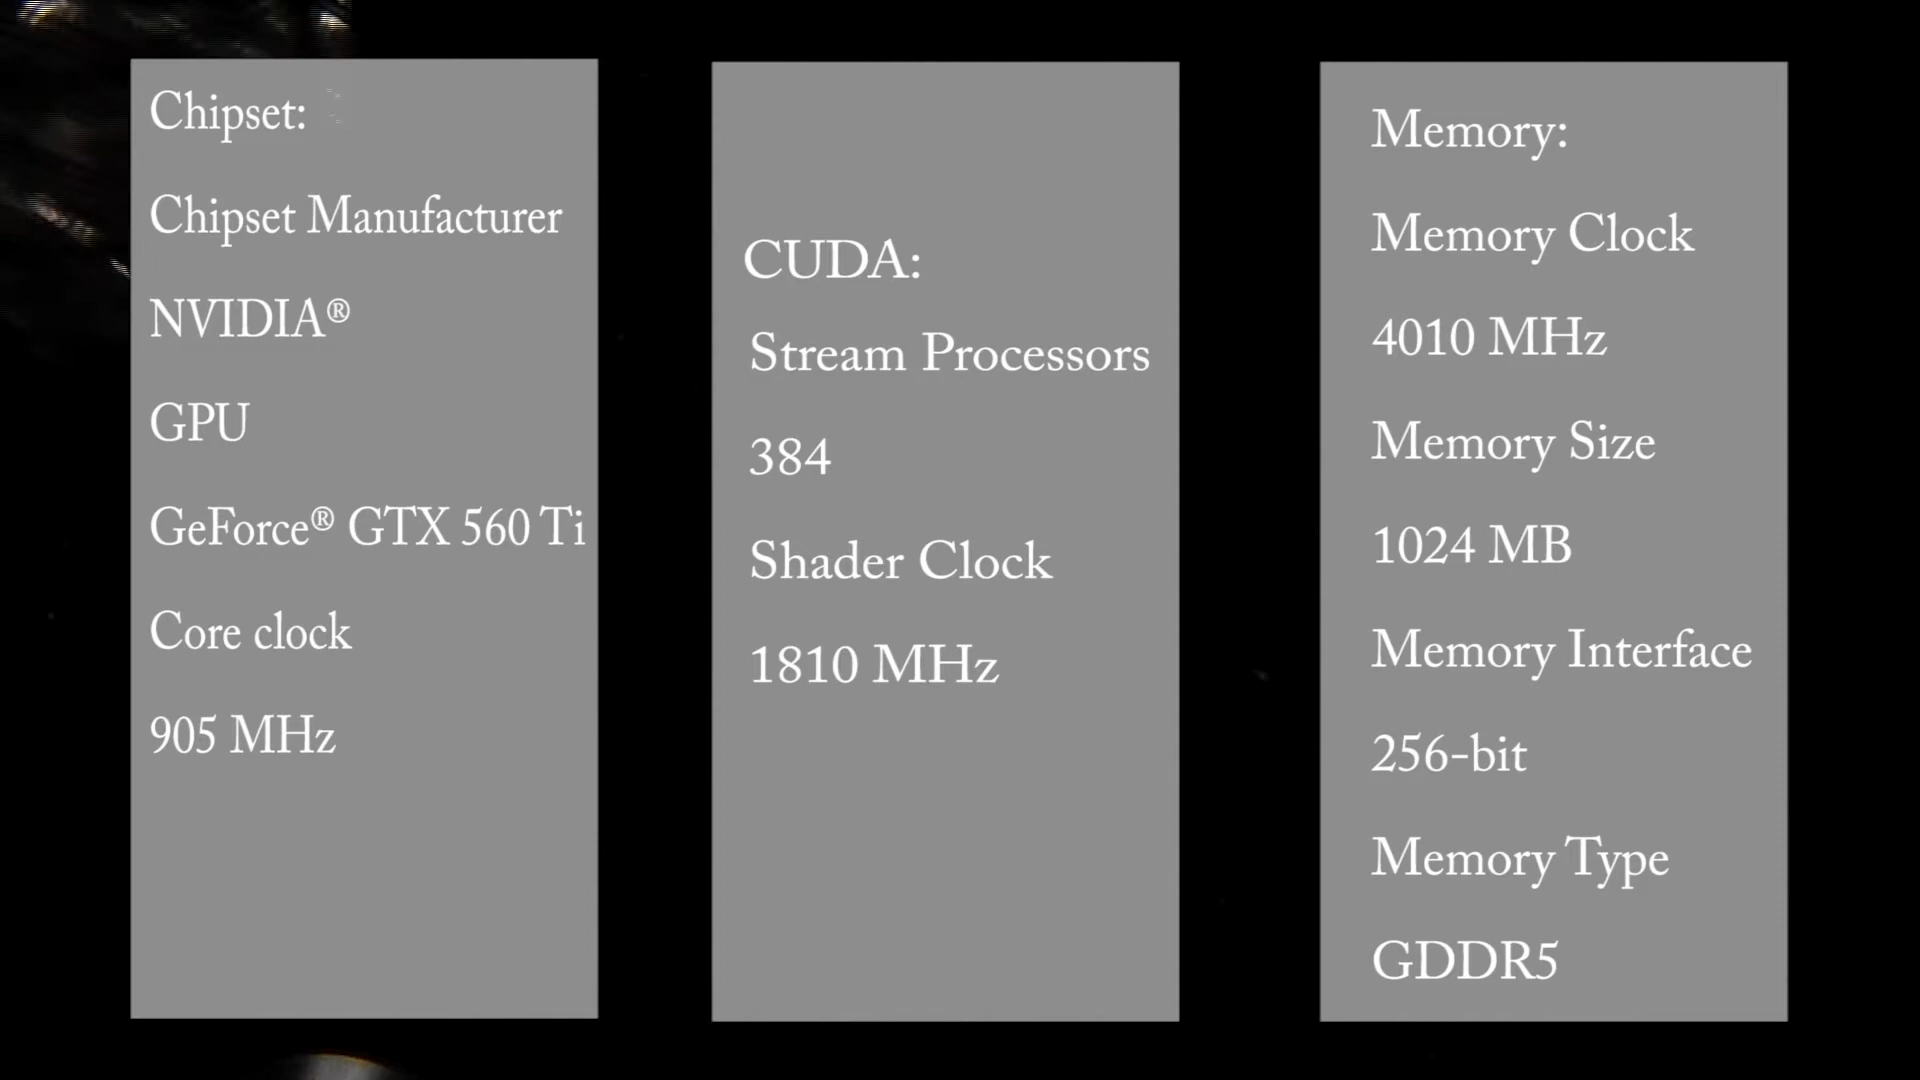 Chipset:
Chipset Manufacturer
NVIDIA®
GPU
GeForce® GTX 560 Ti
Core clock
905 MHz
CUDA:
Stream Processors
384
Shader Clock
1810 MHz
Memory:
Memory Clock
4010 MHz
Memory Size
1024 MB
Memory Interface
256-bit
Memory Type
GDDR5